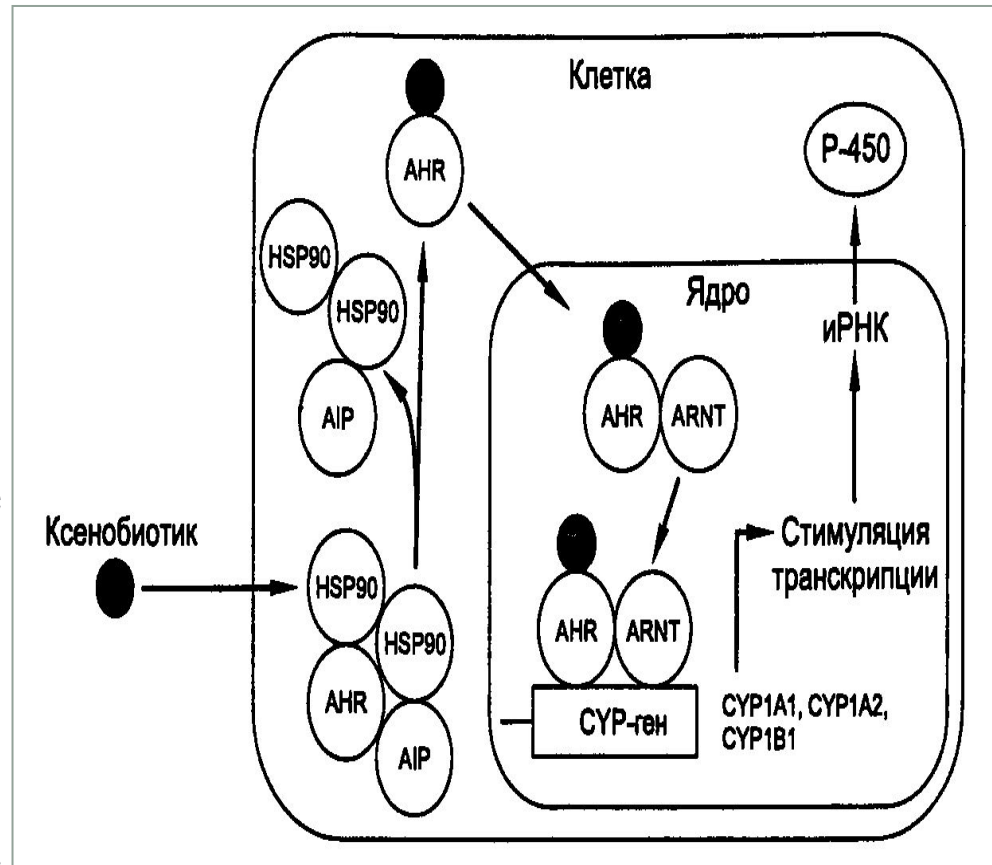 Клетка
AHR
P-450
HSP90
HSP90
Ядро
иРНК
AIP
AHR
ARNT
Ксенобиотик
HSP90
HSP90
Стимуляция
транскрипции
AHR
ARNT
AHR
AIP
CYP-ген
CYP1A1, CYP1A2,
CYP1B1